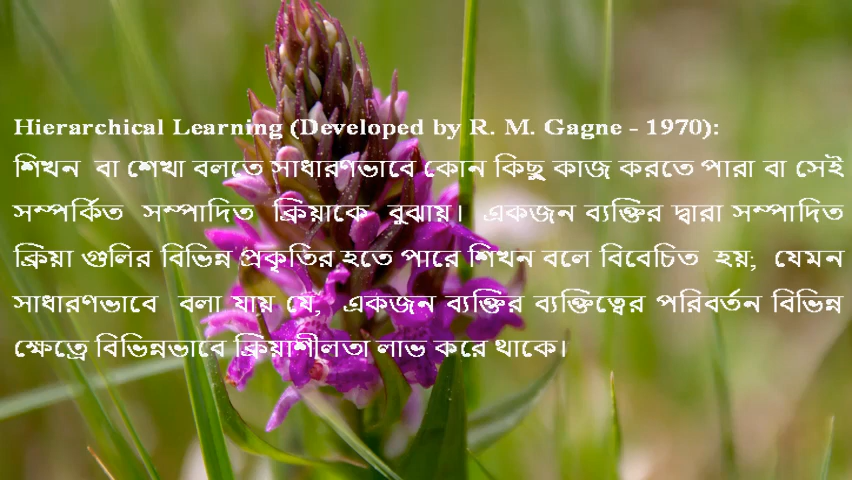 Hierarchical Learning (Developed by R. M. Gagne - 1970):
শিখন বা শেখা বলতে সাধারণভাবে কোন কিছু কাজ করতে পারা বা সেই
সম্পর্কিত সম্পাদিত ক্রিয়াকে বুঝায়। একজন ব্যক্তির দ্বারা সম্পাদিত
ক্রিয়া গুলির বিভিন্ন প্রকৃতির হতে পারে শিখন বলে বিবেচিত হয়; যেমন
সাধারণভাবে বলা যায় যে, একজন ব্যক্তির ব্যক্তিত্বের পরিবর্তন বিভিন্ন
ক্ষেত্রে বিভিন্নভাবে ক্রিয়াশীলতা লাভ করে থাকে।